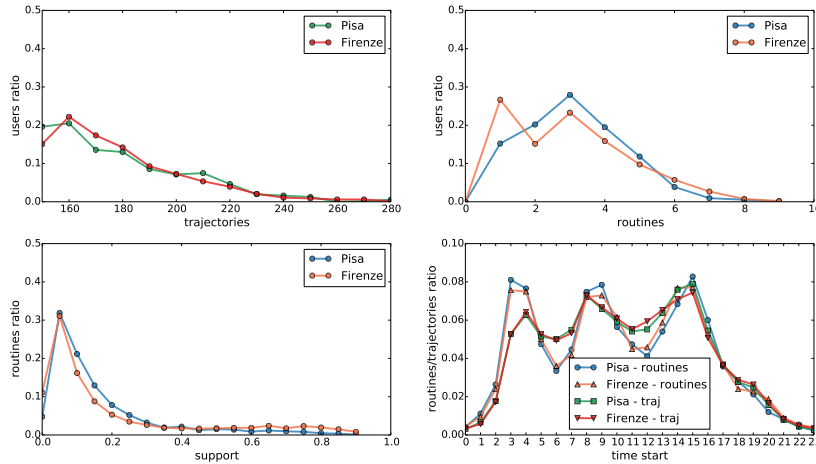 0.5
0.4
0.3
0.2
0.1
0.0
users ratio
160 180 200 220 240 260 280
trajectories
Pisa
Firenze
0.5
0.4
0.3
0.2
0.1
0.0
users ratio
0 2 4 6 8 10
routines
Pisa
Firenze
0.5
0.4
0.3
0.2
0.1
0.0
routines ratio
0.0 0.2 0.4 0.6 0.8 1.0
support
Pisa
Firenze
0.10
0.08
0.06
0.04
0.02
0.00
routines/trajectories ratio
0 1 2 3 4 5 6 7 8 9 10 11 12 13 14 15 16 17 18 19 20 21 22 23
time start
Pisa - routines
Firenze - routines
Pisa - traj
Firenze - traj